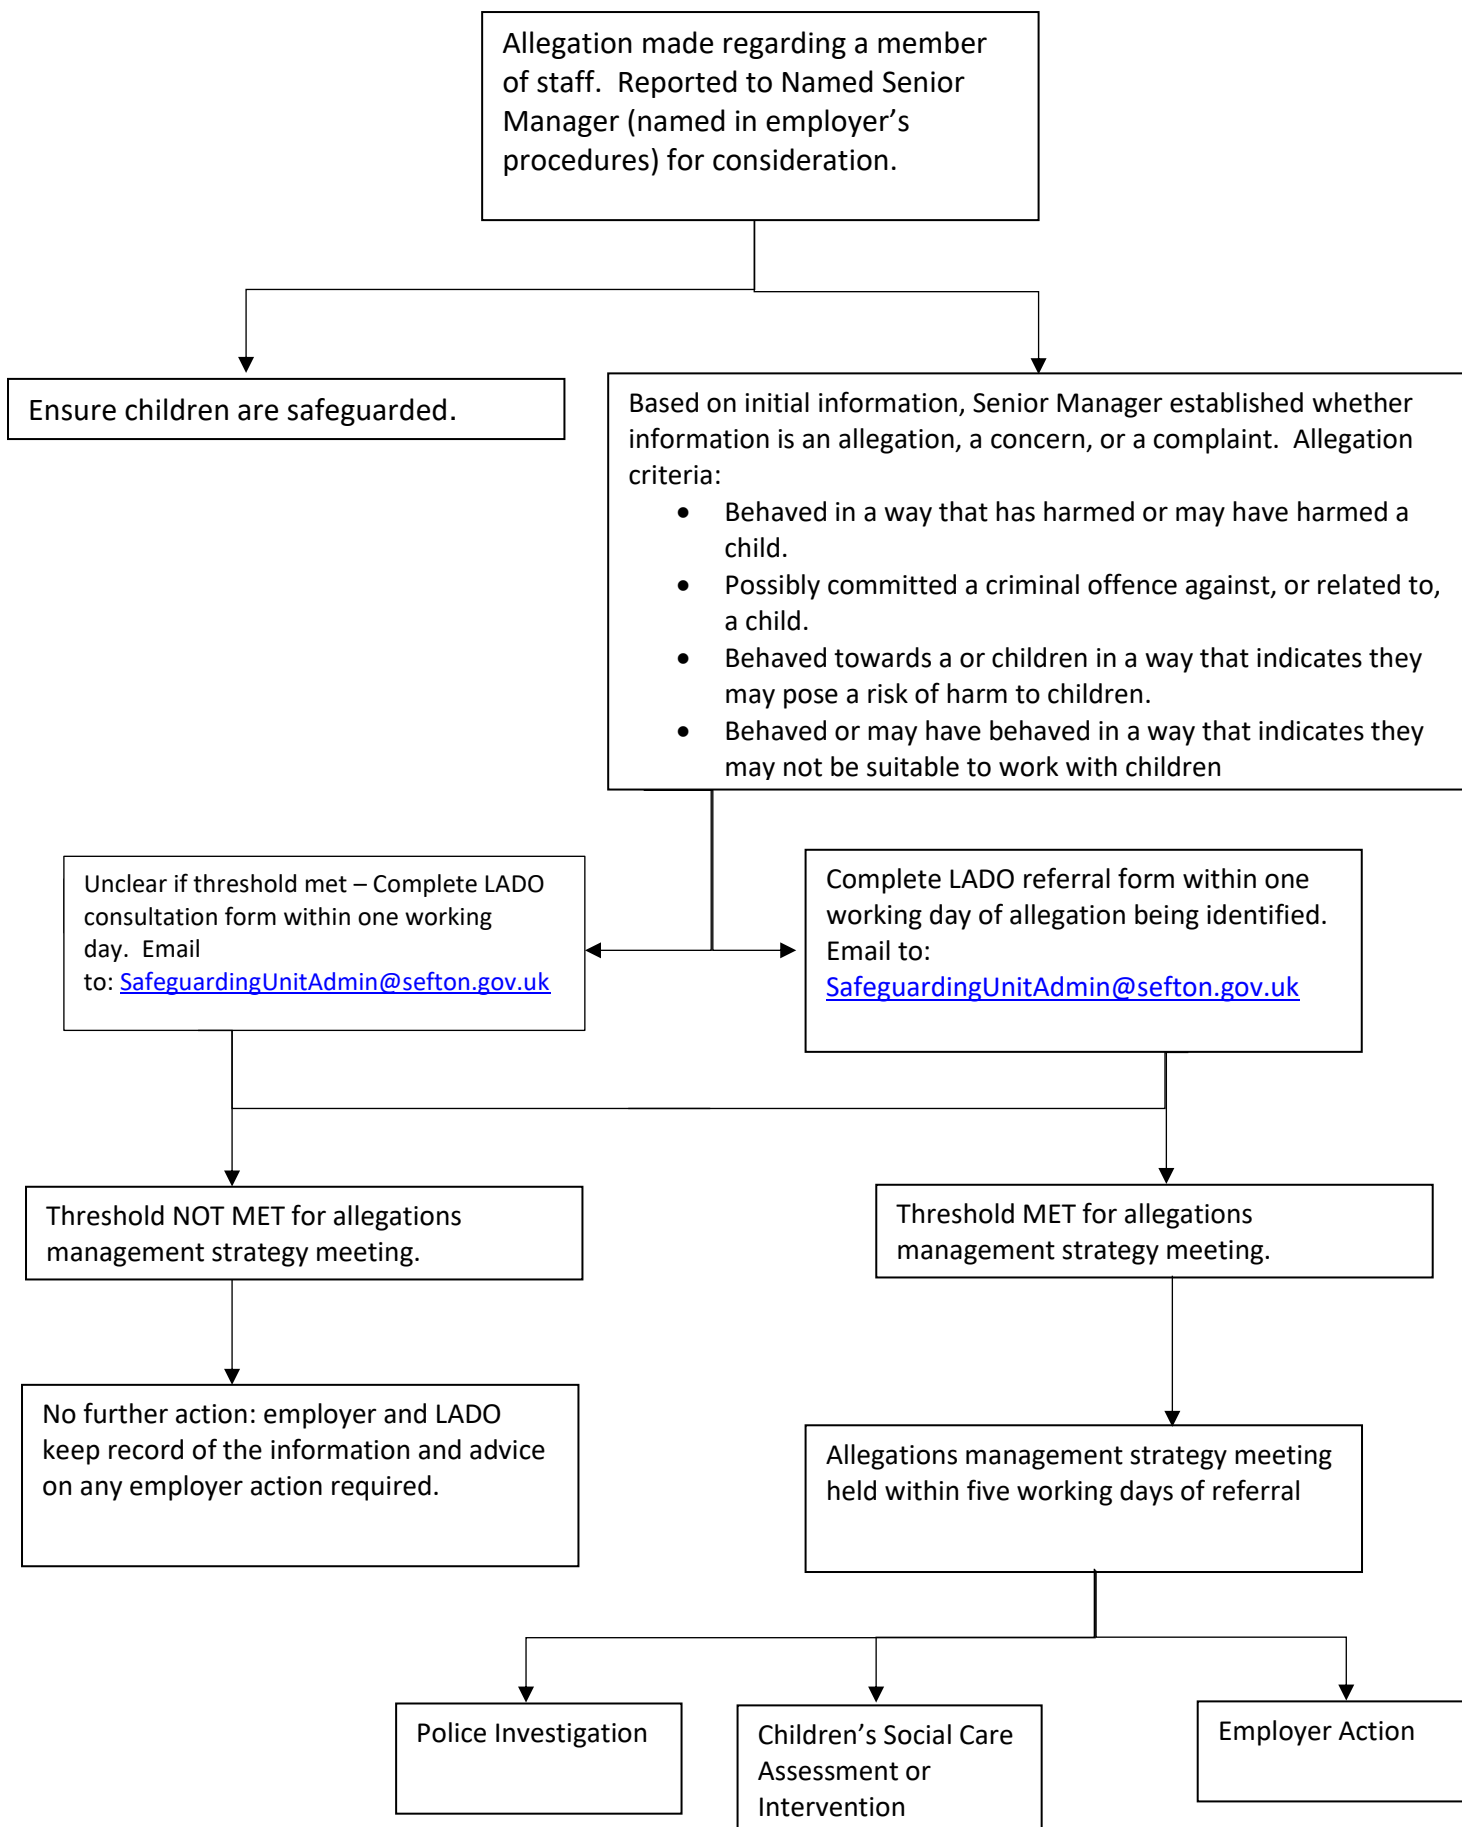 Allegation made regarding a member
of staff.  Reported to Named Senior
Manager (named in employer’s
procedures) for consideration.
Ensure children are safeguarded.
Based on initial information, Senior Manager established whether
information is an allegation, a concern, or a complaint.  Allegation
criteria:
• Behaved in a way that has harmed or may have harmed a
child.
• Possibly committed a criminal offence against, or related to,
a child.
• Behaved towards a or children in a way that indicates they
may pose a risk of harm to children.
• Behaved or may have behaved in a way that indicates they
may not be suitable to work with children
Unclear if threshold met – Complete LADO
consultation form within one working
day.  Email
to: SafeguardingUnitAdmin@sefton.gov.uk
Complete LADO referral form within one
working day of allegation being identified.
Email to:
SafeguardingUnitAdmin@sefton.gov.uk
Threshold NOT MET for allegations
management strategy meeting.
Threshold MET for allegations
management strategy meeting.
No further action: employer and LADO
keep record of the information and advice
on any employer action required.
Allegations management strategy meeting
held within five working days of referral
Police Investigation
Children’s Social Care
Assessment or
Intervention
Employer Action